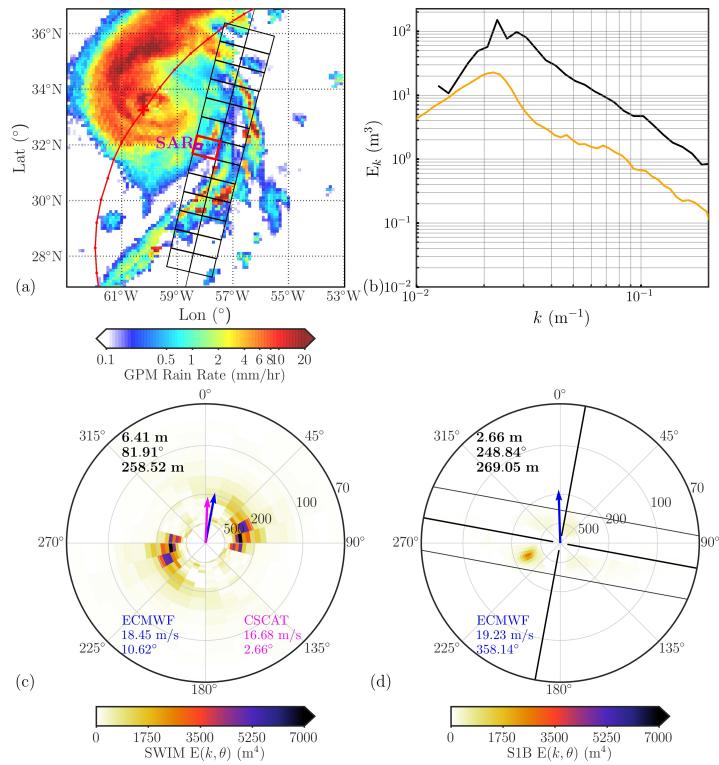 36°N
34°N
32°N
30°N
28°N
Lat (°)
SAR
(a)
61°W 59°W 57°W 55°W 53°W
Lon (°)
0.1 0.5 1 2 4 6 8 10 20
GPM Rain Rate (mm/hr)
10²
10¹
10⁰
10⁻¹
10⁻²
E_k (m³)
(b)
10⁻² 10⁻¹
k (m⁻¹)
0°
45°
70
90°
135°
180°
225°
270°
315°
100
200
500
6.41 m
81.91°
258.52 m
ECMWF
18.45 m/s
10.62°
CSCAT
16.68 m/s
2.66°
(c)
0 1750 3500 5250 7000
SWIM E(k, θ) (m⁴)
0°
45°
70
90°
135°
180°
225°
270°
315°
100
200
500
2.66 m
248.84°
269.05 m
ECMWF
19.23 m/s
358.14°
(d)
0 1750 3500 5250 7000
S1B E(k, θ) (m⁴)